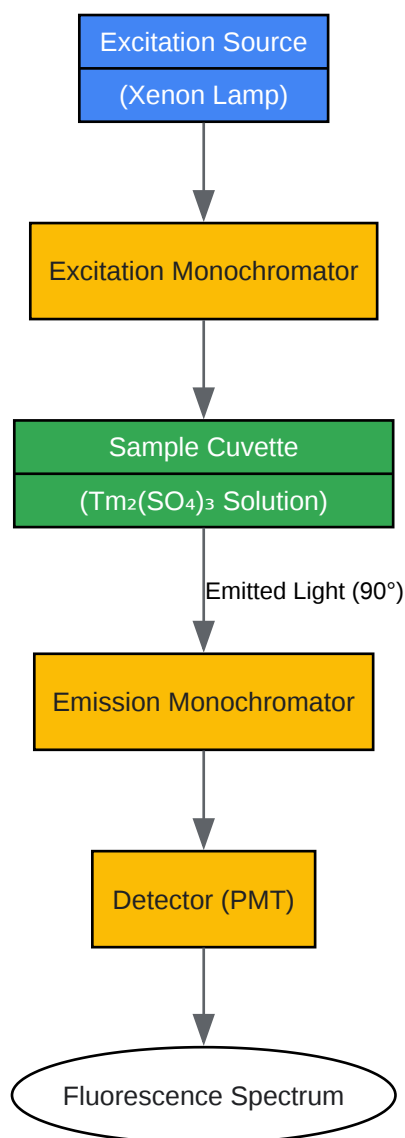 Excitation Source
(Xenon Lamp)
Excitation Monochromator
Sample Cuvette
(Tm₂(SO₄)₃ Solution)
Emitted Light (90°)
Emission Monochromator
Detector (PMT)
Fluorescence Spectrum